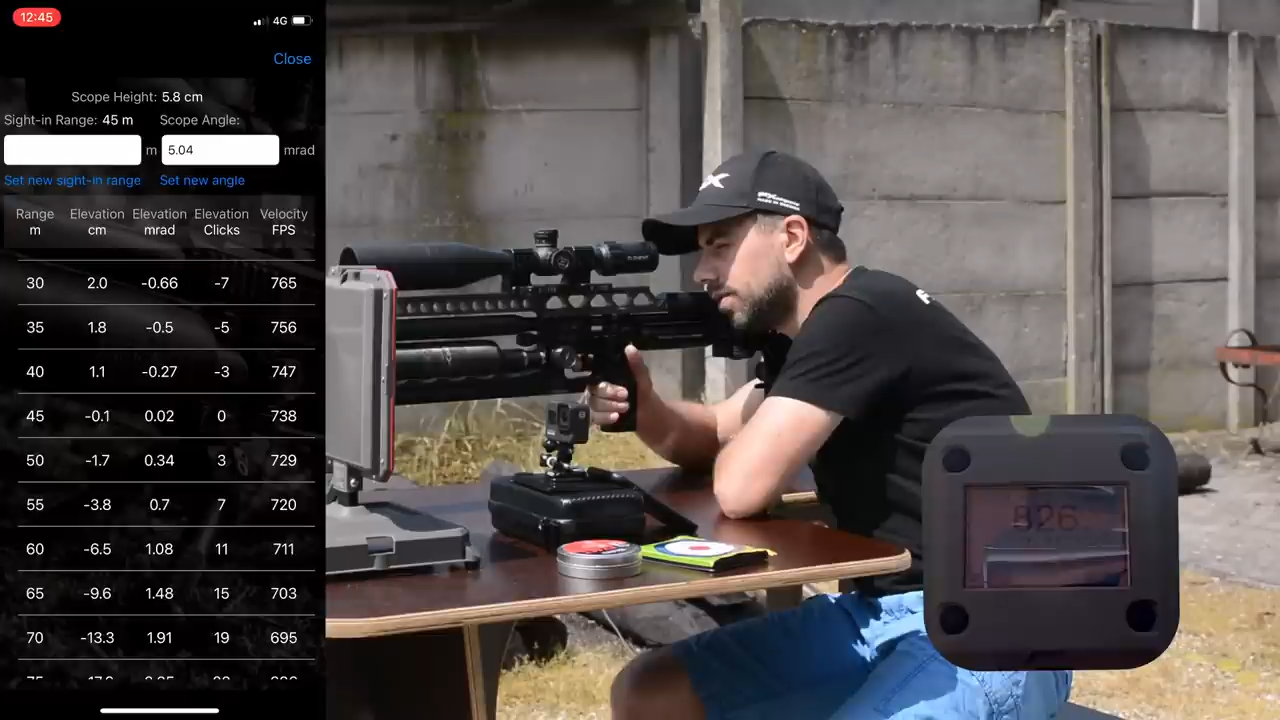 12:45
4G
Close
Scope Height: 5.8 cm
Sight-in Range: 45 m Scope Angle:
m 5.04 mrad
Set new sight-in range Set new angle
Range m Elevation cm Elevation mrad Elevation Clicks Velocity FPS
30 2.0 -0.66 -7 765
35 1.8 -0.5 -5 756
40 1.1 -0.27 -3 747
45 -0.1 0.02 0 738
50 -1.7 0.34 3 729
55 -3.8 0.7 7 720
60 -6.5 1.08 11 711
65 -9.6 1.48 15 703
70 -13.3 1.91 19 695
826